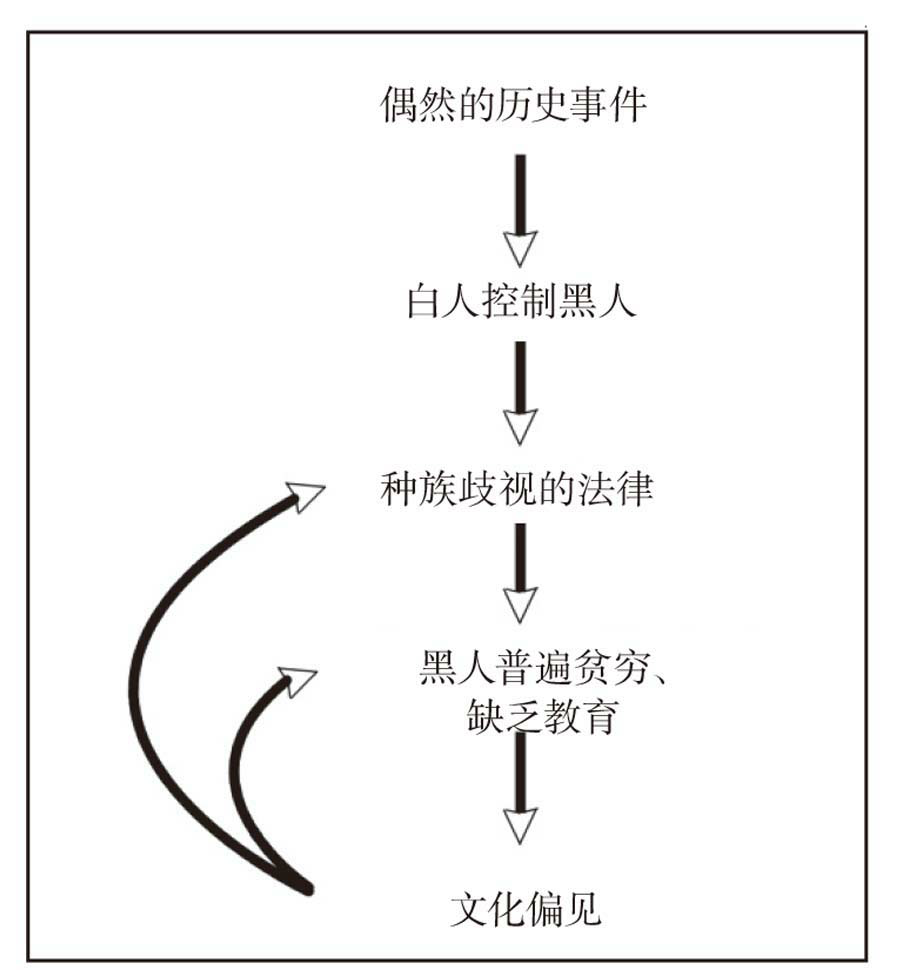 偶然的历史事件
白人控制黑人
种族歧视的法律
黑人普遍贫穷、
缺乏教育
文化偏见